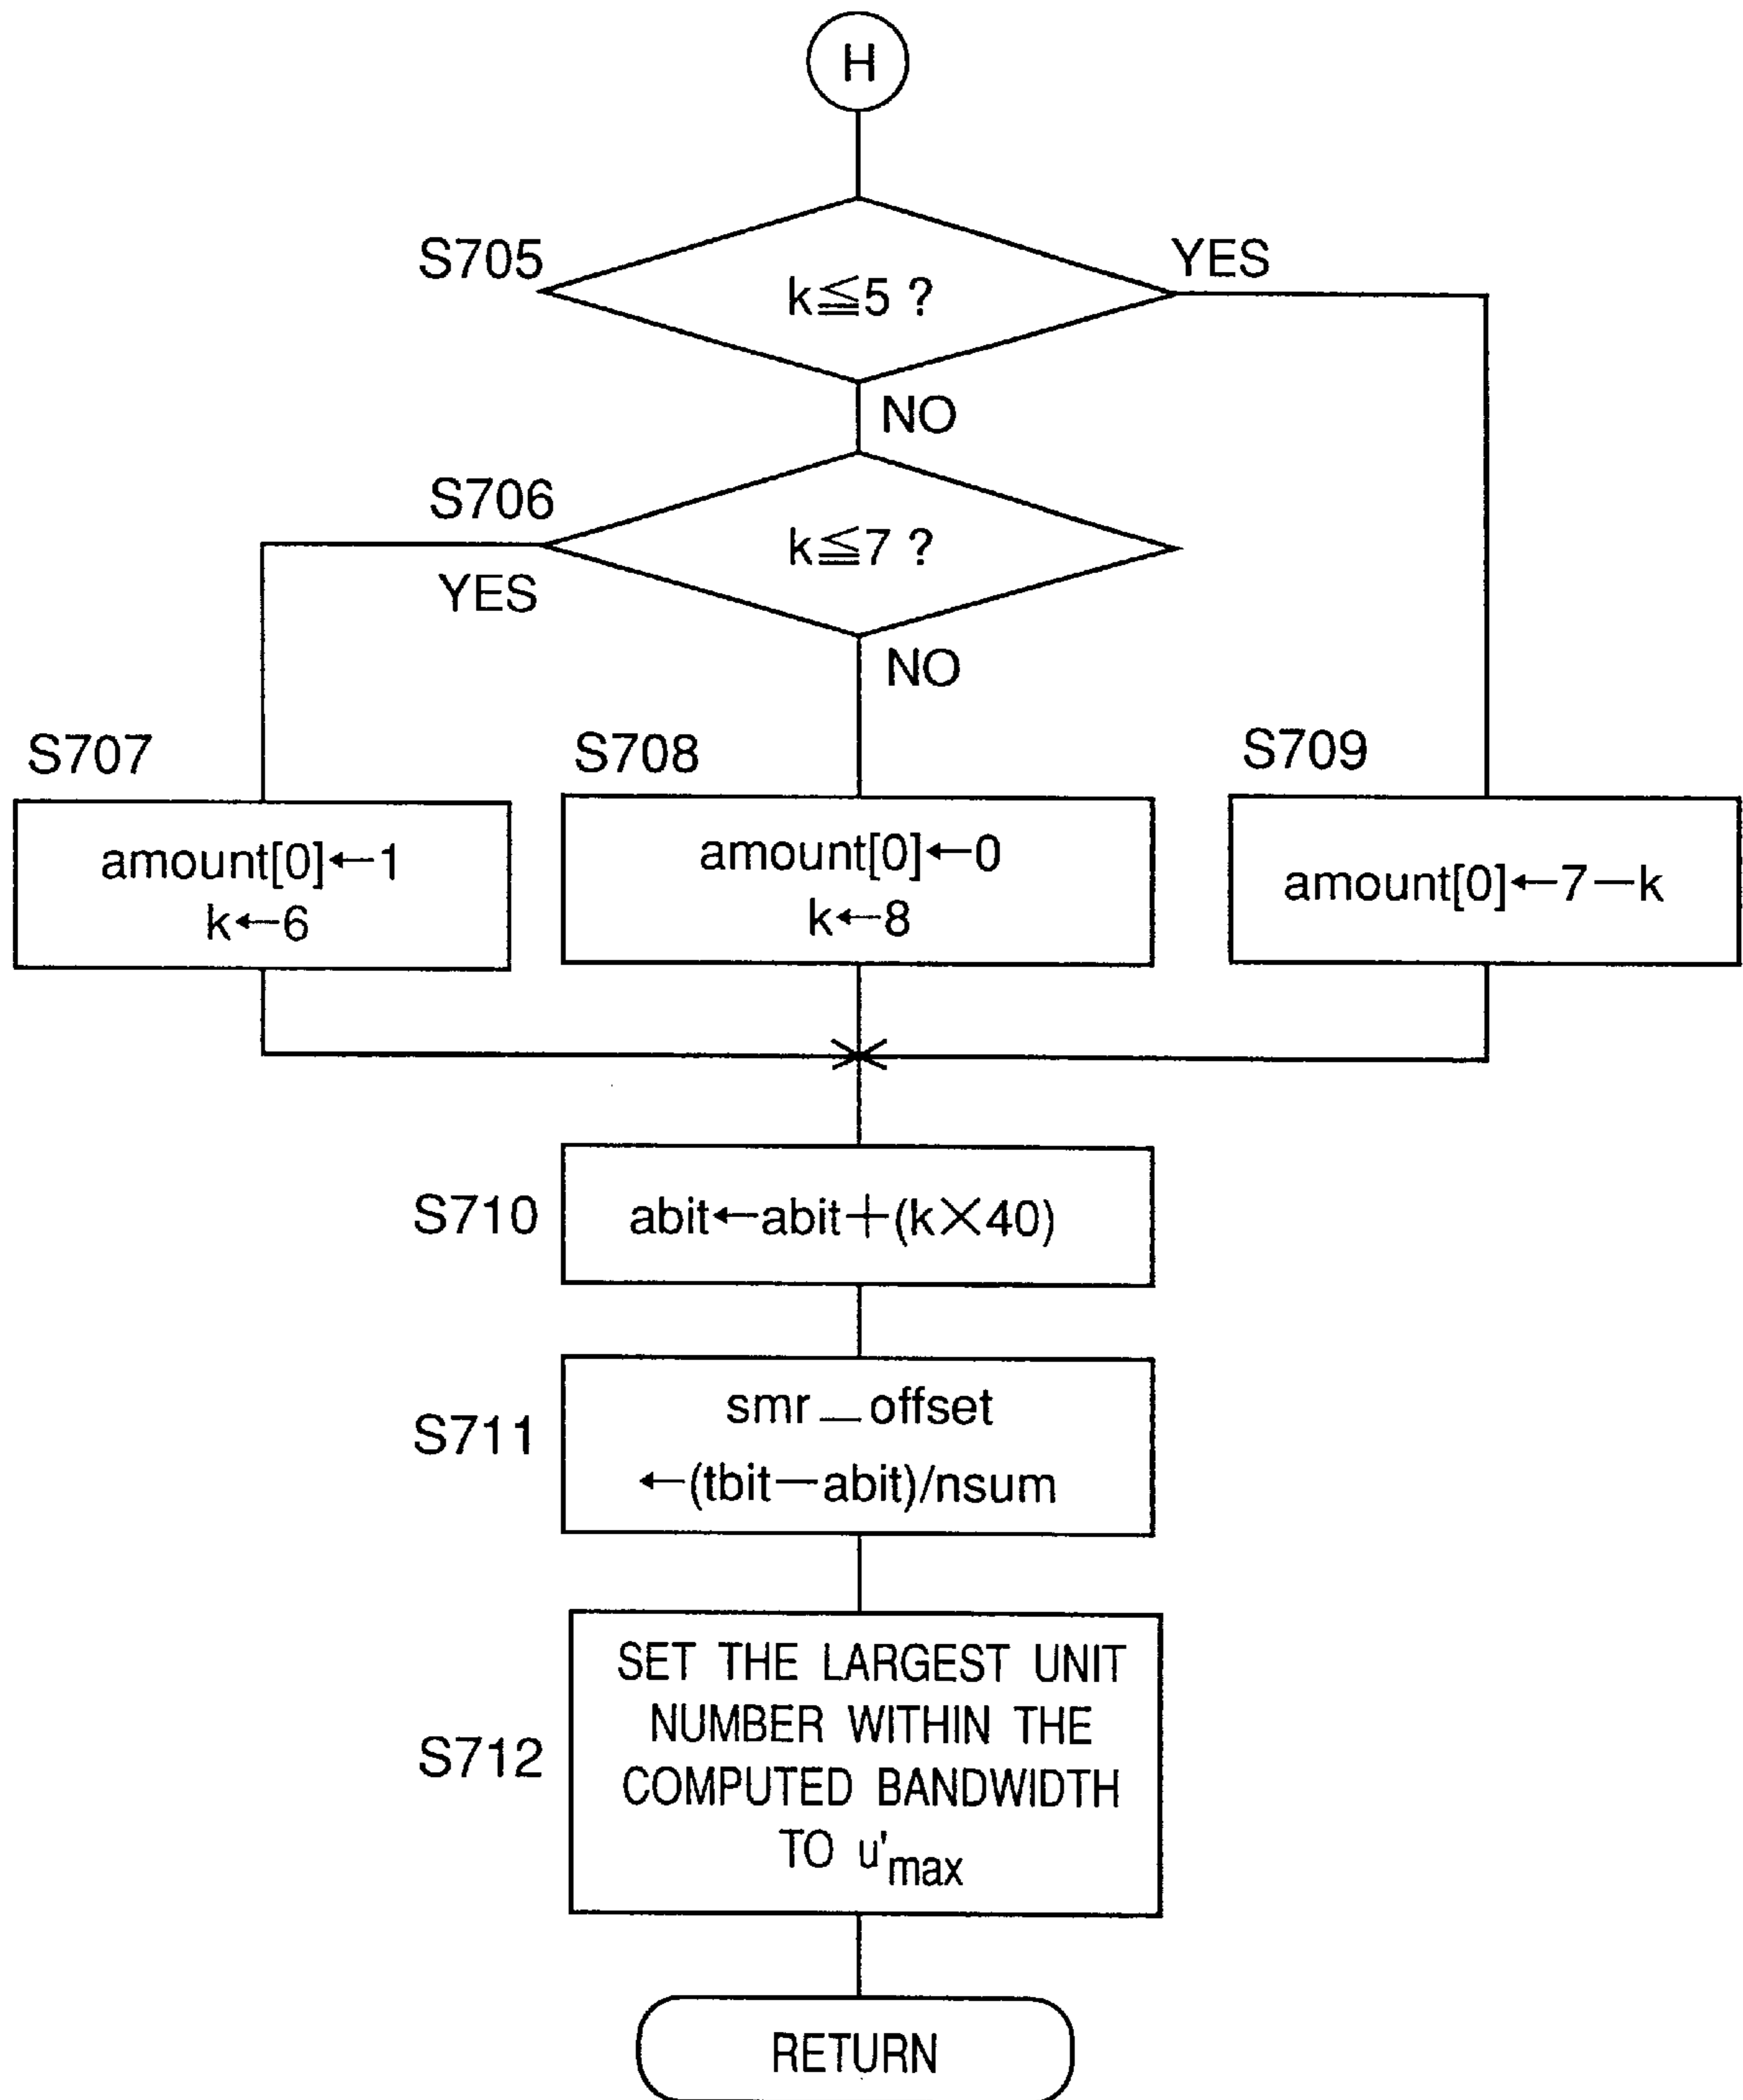 H
S705
k≦5 ?
YES
NO
S706
k≦7 ?
YES
NO
S707
amount[0]←1
k←6
S708
amount[0]←0
k←8
S709
amount[0]←7—k
S710
abit←abit+(k×40)
S711
smr_offset
←(tbit—abit)/nsum
S712
SET THE LARGEST UNIT
NUMBER WITHIN THE
COMPUTED BANDWIDTH
TO u'max
RETURN